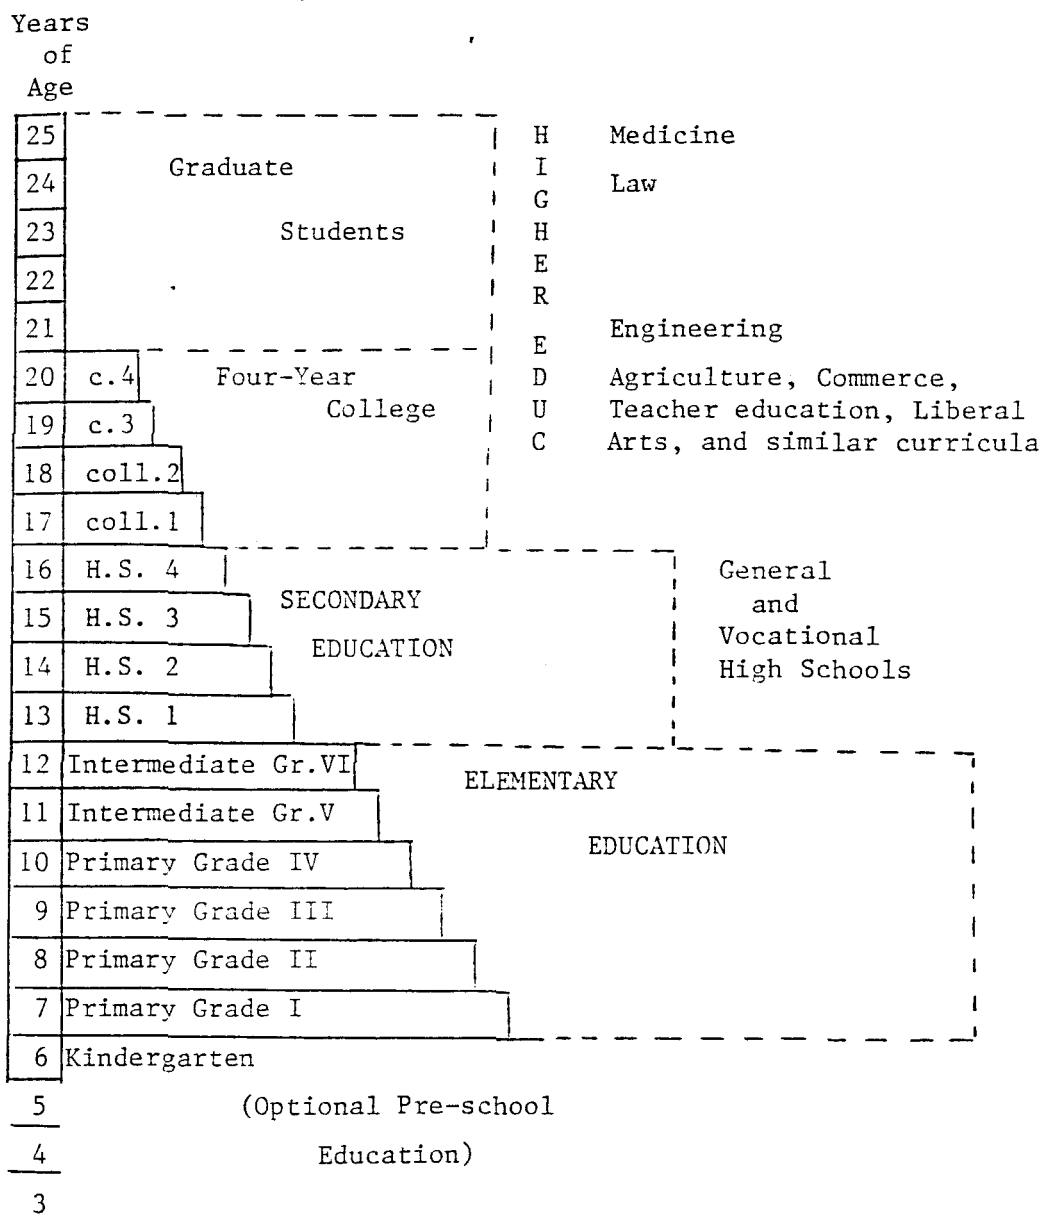 Years
of
Age
25
24
23
22
21
20
19
18
17
16
15
14
13
12
11
10
9
8
7
6
5
4
3
Graduate
Students
c.4
c.3
coll.2
coll.1
Four-Year
College
H
I
G
H
E
R
E
D
U
C
Medicine
Law
Engineering
Agriculture, Commerce,
Teacher education, Liberal
Arts, and similar curricula
H.S. 4
H.S. 3
H.S. 2
H.S. 1
SECONDARY
EDUCATION
General
and
Vocational
High Schools
Intermediate Gr.VI
Intermediate Gr.V
Primary Grade IV
Primary Grade III
Primary Grade II
Primary Grade I
ELEMENTARY
EDUCATION
Kindergarten
(Optional Pre-school
Education)